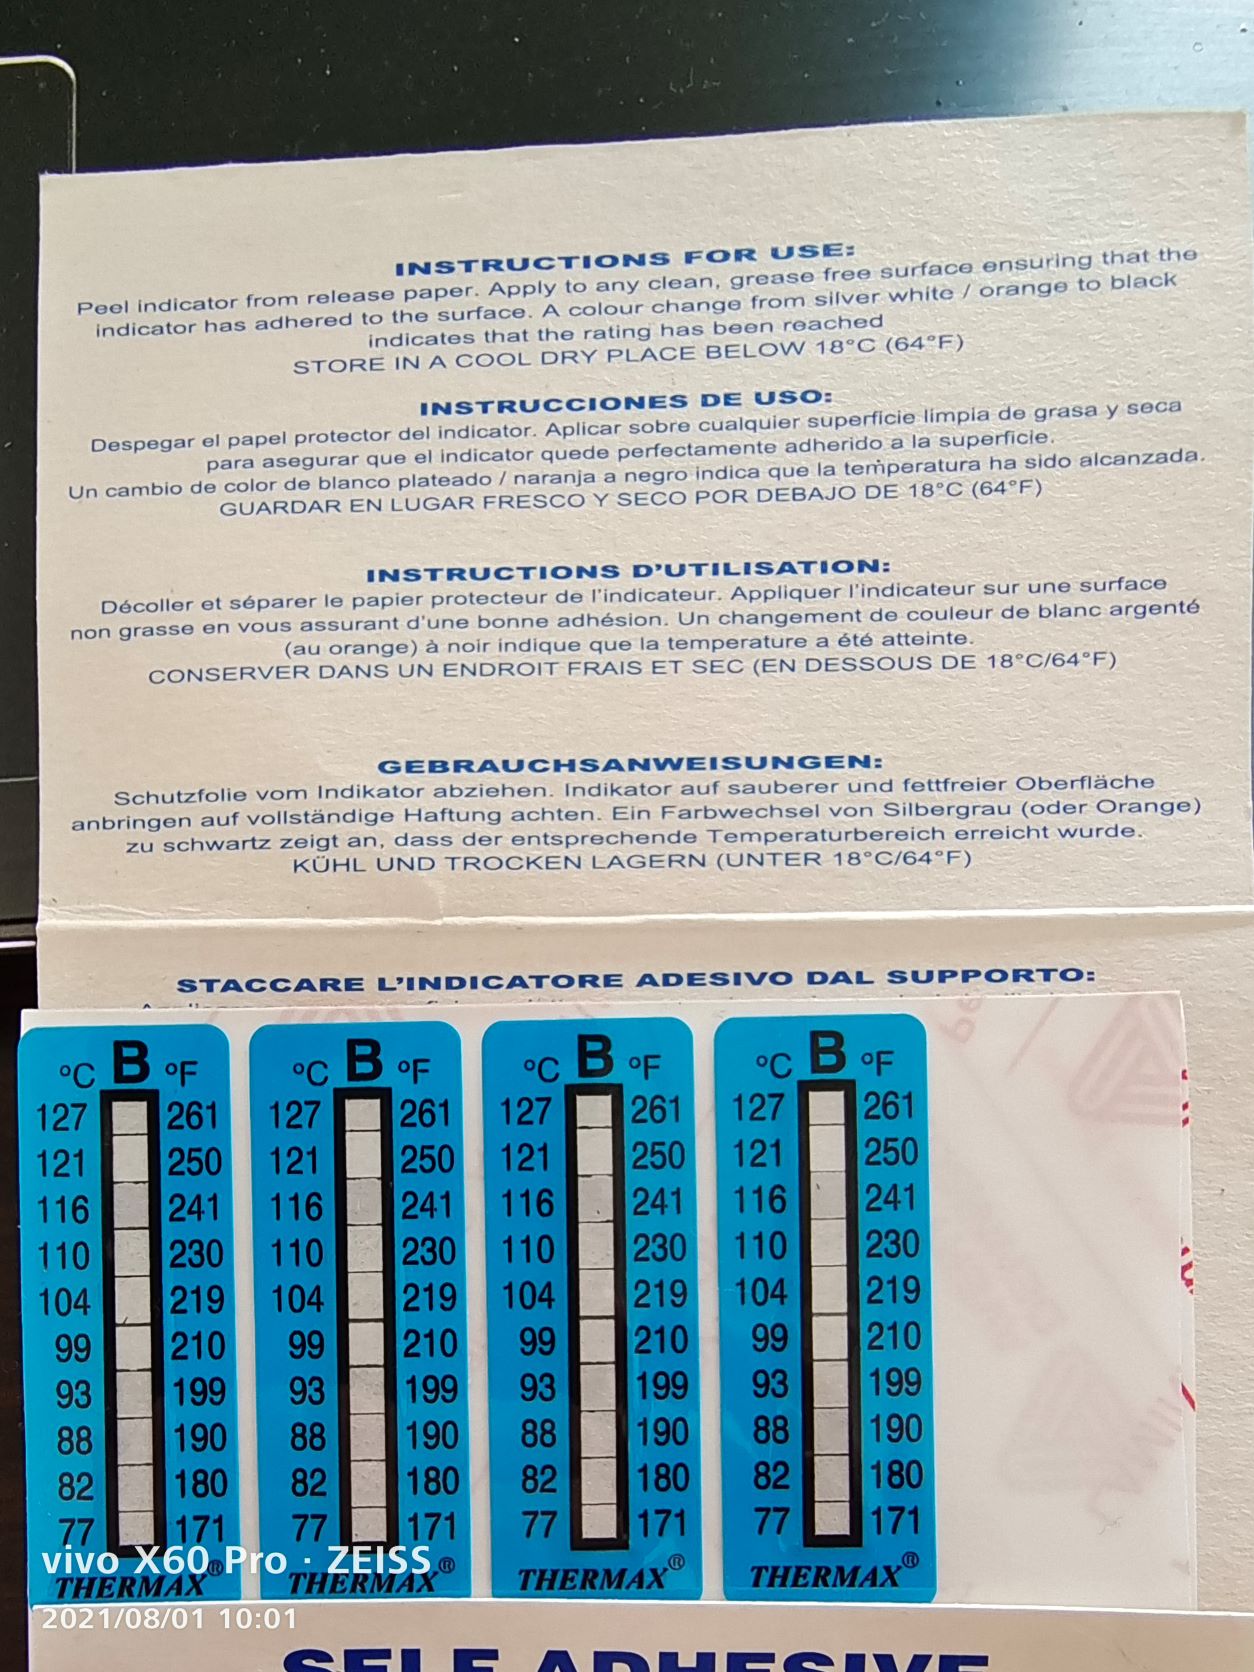 INSTRUCTIONS FOR USE:
Peel indicator from release paper. Apply to any clean, grease free surface ensuring that the
indicator has adhered to the surface. A colour change from silver white / orange to black
indicates that the rating has been reached
STORE IN A COOL DRY PLACE BELOW 18°C (64°F)
INSTRUCCIONES DE USO:
Despegar el papel protector del indicator. Aplicar sobre cualquier superficie limpia de grasa y seca
para asegurar que el indicator quede perfectamente adherido a la superficie.
Un cambio de color de blanco plateado / naranja a negro indica que la temperatura ha sido alcanzada.
GUARDAR EN LUGAR FRESCO Y SECO POR DEBAJO DE 18°C (64°F)
INSTRUCTIONS D'UTILISATION:
Décoller et séparer le papier protecteur de l'indicateur. Appliquer l'indicateur sur une surface
non grasse en vous assurant d'une bonne adhésion. Un changement de couleur de blanc argenté
(au orange) à noir indique que la temperature a été atteinte.
CONSERVER DANS UN ENDROIT FRAIS ET SEC (EN DESSOUS DE 18°C/64°F)
GEBRAUCHSANWEISUNGEN:
Schutzfolie vom Indikator abziehen. Indikator auf sauberer und fettfreier Oberfläche
anbringen auf vollständige Haftung achten. Ein Farbwechsel von Silbergrau (oder Orange)
zu schwartz zeigt an, dass der entsprechende Temperaturbereich erreicht wurde.
KÜHL UND TROCKEN LAGERN (UNTER 18°C/64°F)
STACCARE L'INDICATORE ADESIVO DAL SUPPORTO:
°C B °F °C B °F °C B °F °C B °F
127 261 127 261 127 261 127 261
121 250 121 250 121 250 121 250
116 241 116 241 116 241 116 241
110 230 110 230 110 230 110 230
104 219 104 219 104 219 104 219
99 210 99 210 99 210 99 210
93 199 93 199 93 199 93 199
88 190 88 190 88 190 88 190
82 180 82 180 82 180 82 180
77 171 77 171 77 171 77 171
THERMAX® THERMAX® THERMAX® THERMAX®
vivo X60 Pro · ZEISS
2021/08/01 10:01
SELF ADHESIVE